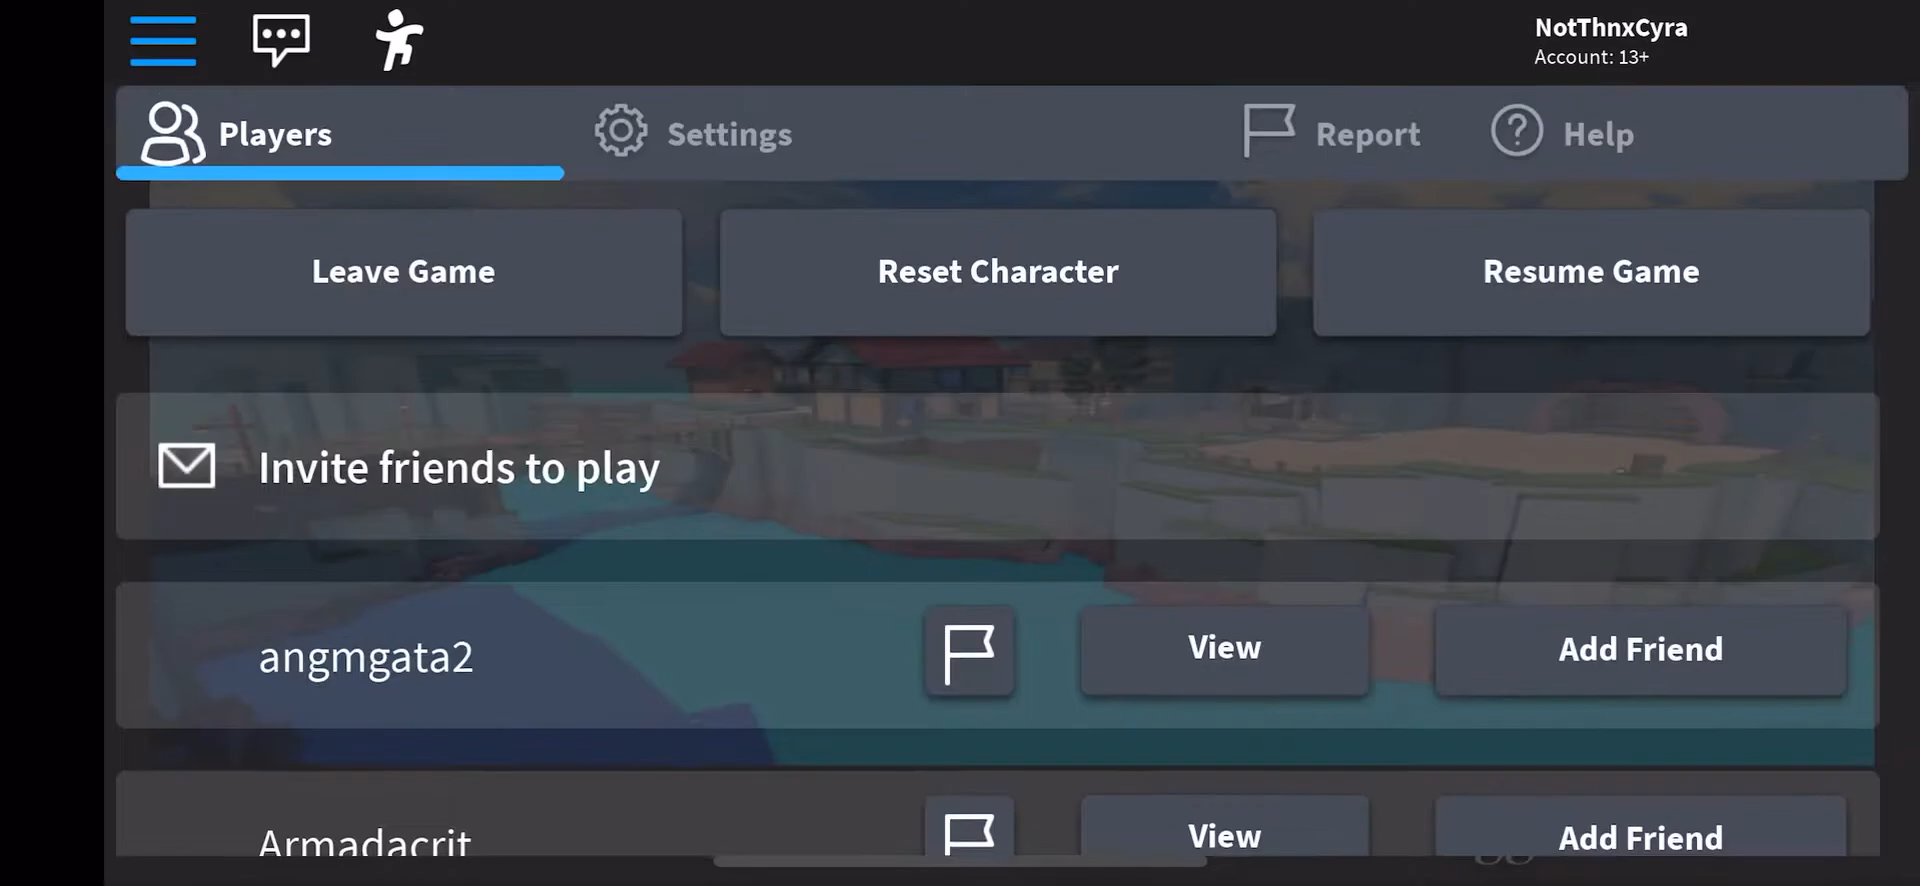 NotThnxCyra
Account: 13+
Players
Settings
Report
Help
Leave Game
Reset Character
Resume Game
Invite friends to play
angmgata2
View
Add Friend
Armadacrit
View
Add Friend